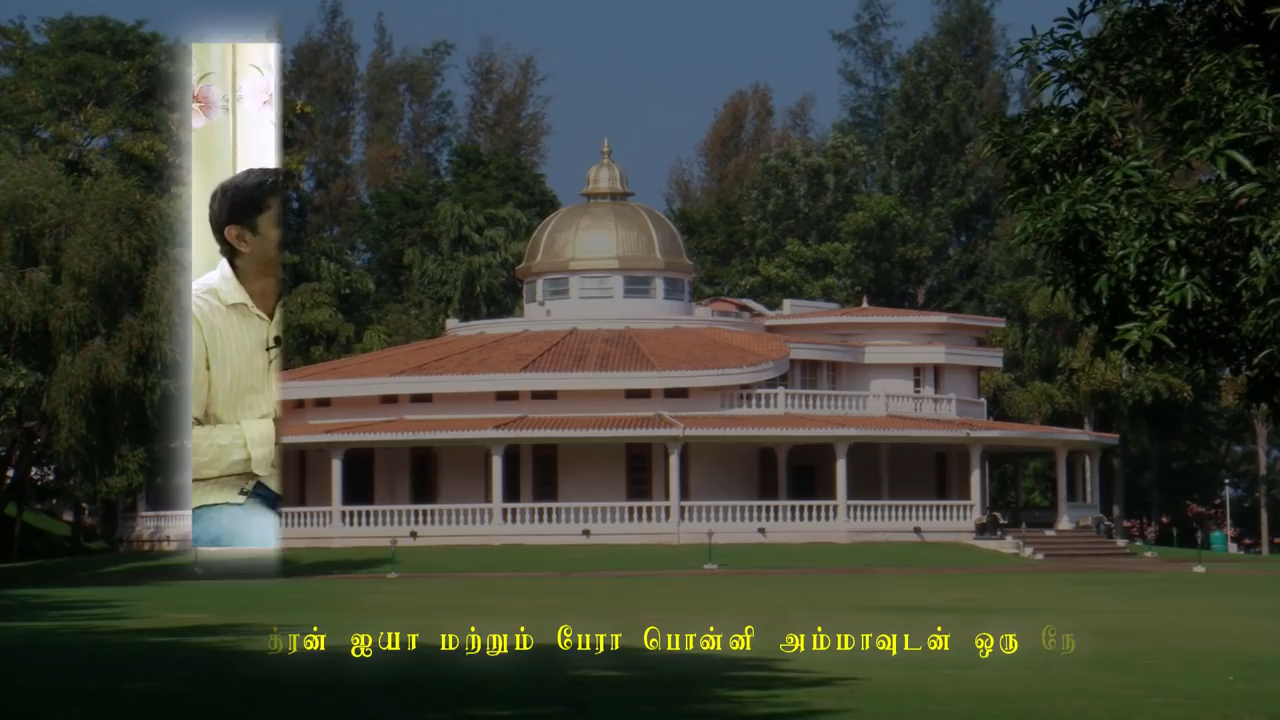 த்ரன் ஐயா மற்றும் பேரா பொன்னி அம்மாவுடன் ஒரு நே